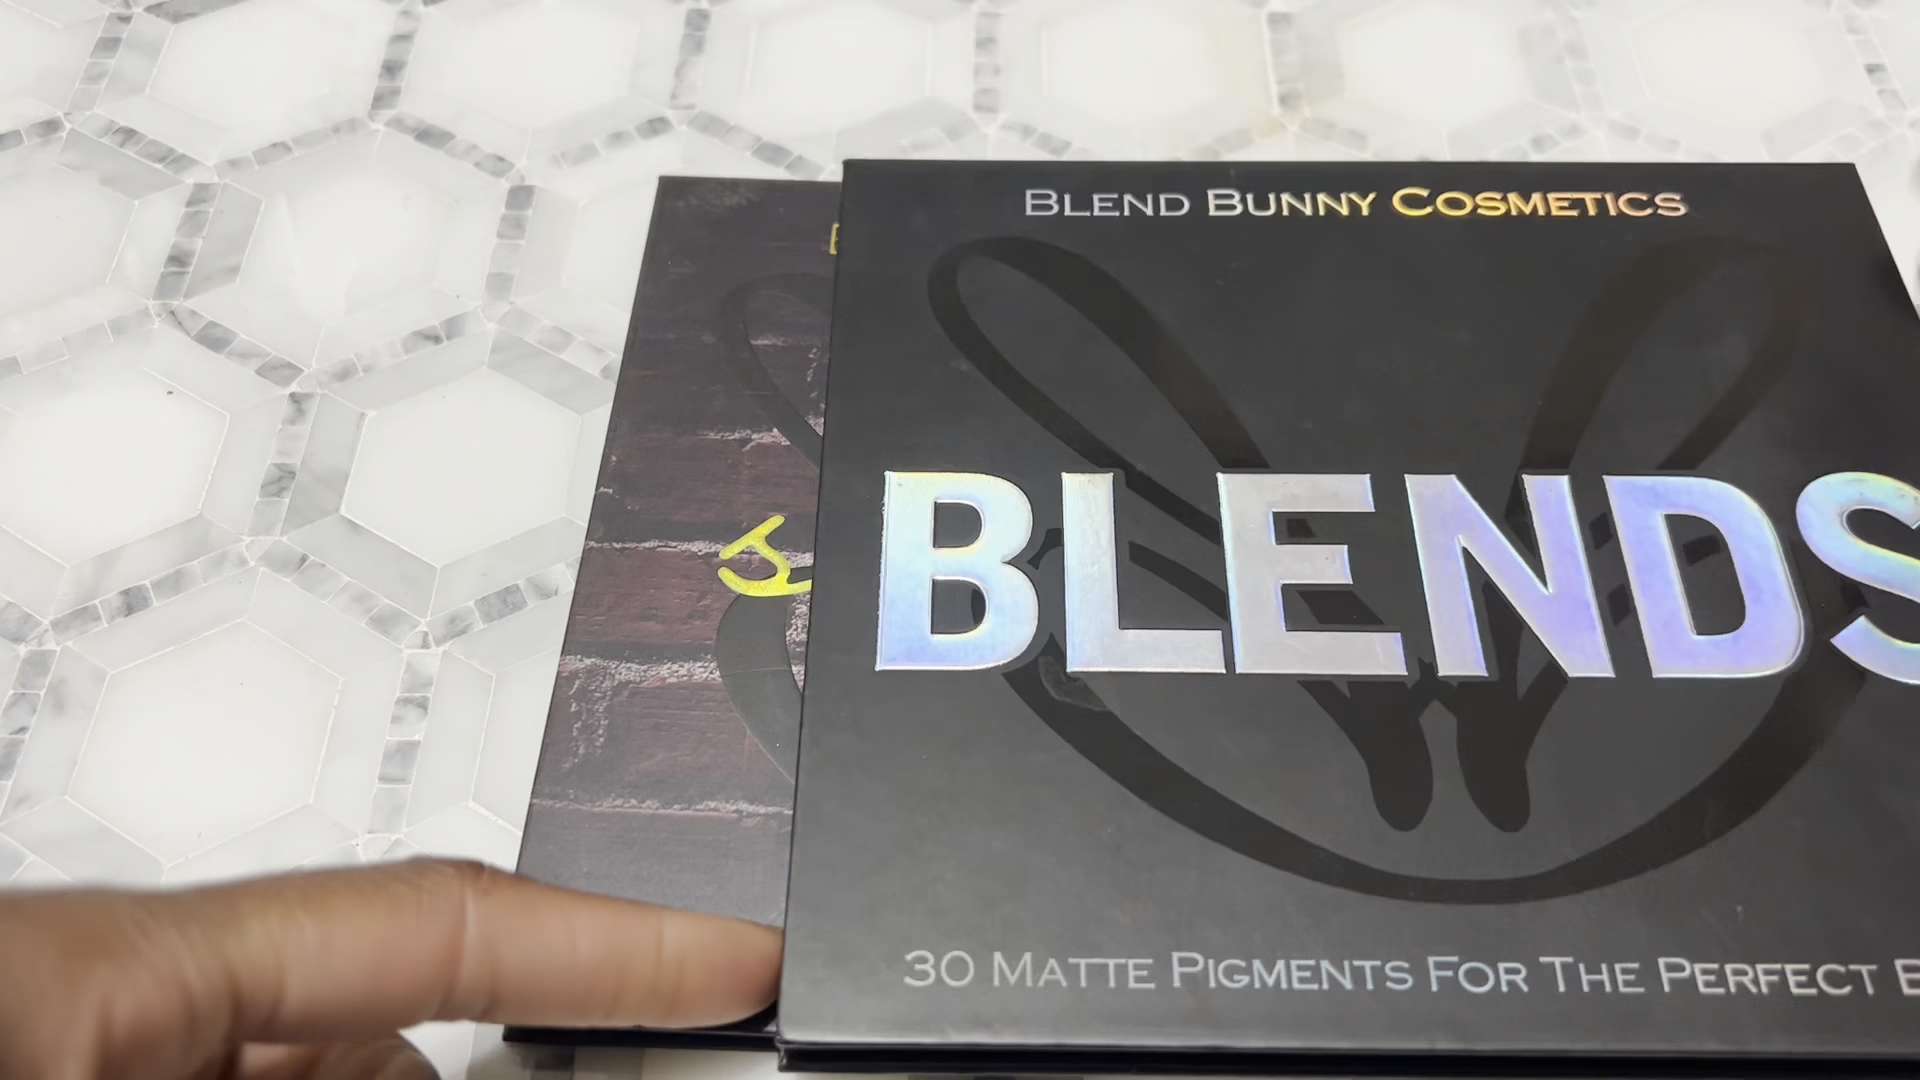 BLEND BUNNY COSMETICS
BLENDS
30 MATTE PIGMENTS FOR THE PERFECT